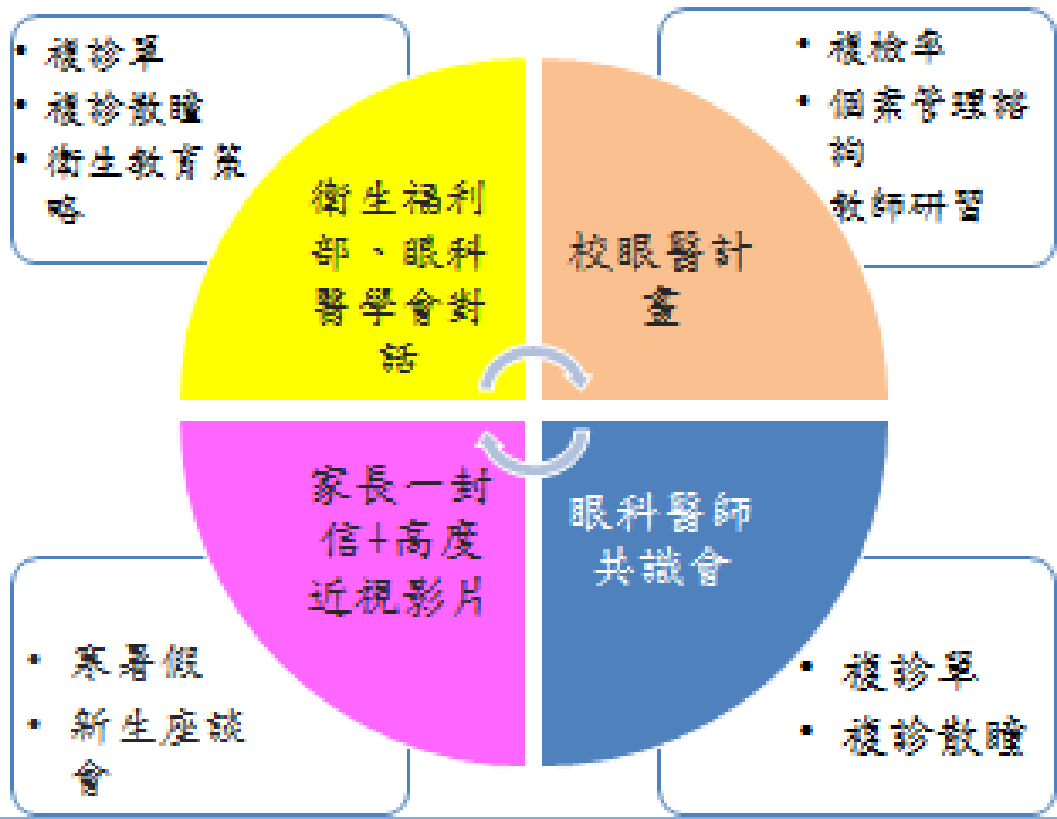 • 複診單
• 複診散瞳
• 衛生教育策
略
衛生福利
部、眼科
醫學會對
話
• 複檢率
• 個案管理諮
詢
教師研習
校眼醫計
畫
家長一封
信+高度
近視影片
• 寒暑假
• 新生座談
會
眼科醫師
共識會
• 複診單
• 複診散瞳